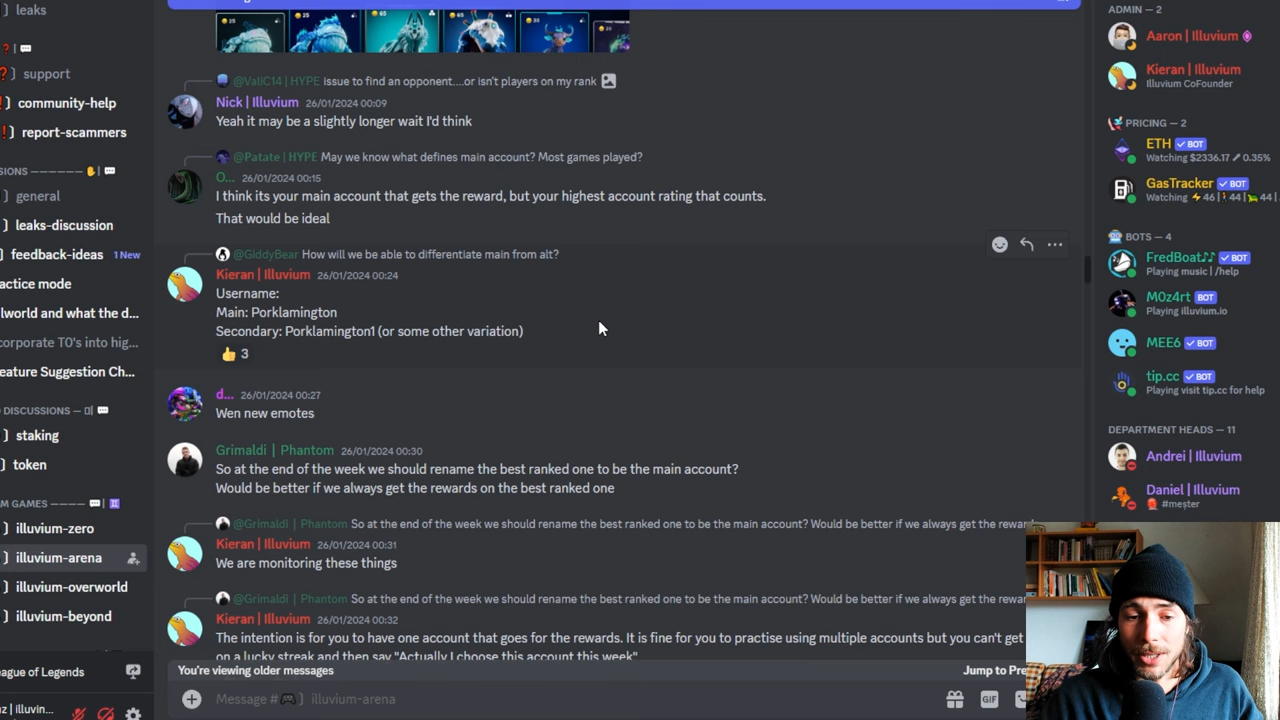 leaks
support
community-help
report-scammers
general
leaks-discussion
feedback-ideas 1 New
actice mode
world and what the d...
corporate T0's into hig...
eature Suggestion Ch...
DISCUSSIONS
staking
token
M GAMES
illuvium-zero
illuvium-arena
illuvium-overworld
illuvium-beyond
eague of Legends
@ValiC14 | HYPE issue to find an opponent....or isn't players on my rank
Nick | Illuvium 26/01/2024 00:09
Yeah it may be a slightly longer wait I'd think
@Patate | HYPE May we know what defines main account? Most games played?
O... 26/01/2024 00:15
I think its your main account that gets the reward, but your highest account rating that counts.
That would be ideal
@GiddyBear How will we be able to differentiate main from alt?
Kieran | Illuvium 26/01/2024 00:24
Username:
Main: Porklamington
Secondary: Porklamington1 (or some other variation)
3
d... 26/01/2024 00:27
Wen new emotes
Grimaldi | Phantom 26/01/2024 00:30
So at the end of the week we should rename the best ranked one to be the main account?
Would be better if we always get the rewards on the best ranked one
@Grimaldi | Phantom So at the end of the week we should rename the best ranked one to be the main account? Would be better if we always get the rewar
Kieran | Illuvium 26/01/2024 00:31
We are monitoring these things
@Grimaldi | Phantom So at the end of the week we should rename the best ranked one to be the main account? Would be better if we always get the rewar
Kieran | Illuvium 26/01/2024 00:32
The intention is for you to have one account that goes for the rewards. It is fine for you to practise using multiple accounts but you can't get
on a lucky streak and then say "Actually I choose this account this week"
You're viewing older messages
Jump to Pre
Message # illuvium-arena
GIF
ADMIN — 2
Aaron | Illuvium
Kieran | Illuvium
Illuvium CoFounder
PRICING — 2
ETH BOT
Watching $2336.17 0.35%
GasTracker BOT
Watching 46 | 44 | 44 |
BOTS — 4
FredBoat♪♪ BOT
Playing music | /help
M0z4rt BOT
Playing illuvium.io
MEE6 BOT
tip.cc BOT
Playing visit tip.cc for help
DEPARTMENT HEADS — 11
Andrei | Illuvium
Daniel | Illuvium
#meșter